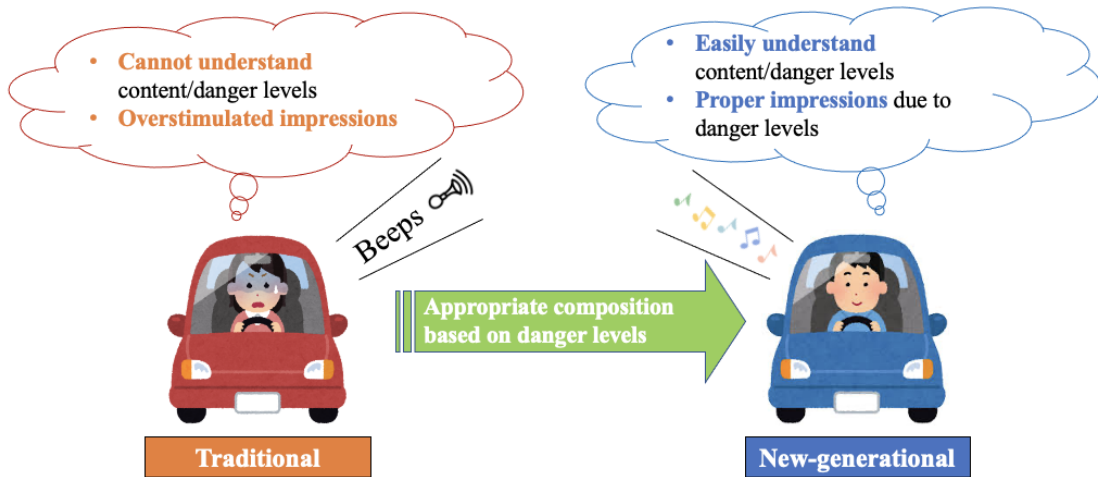 • Cannot understand
content/danger levels
• Overstimulated impressions
• Easily understand
content/danger levels
• Proper impressions due to
danger levels
Beeps
Appropriate composition
based on danger levels
Traditional
New-generational